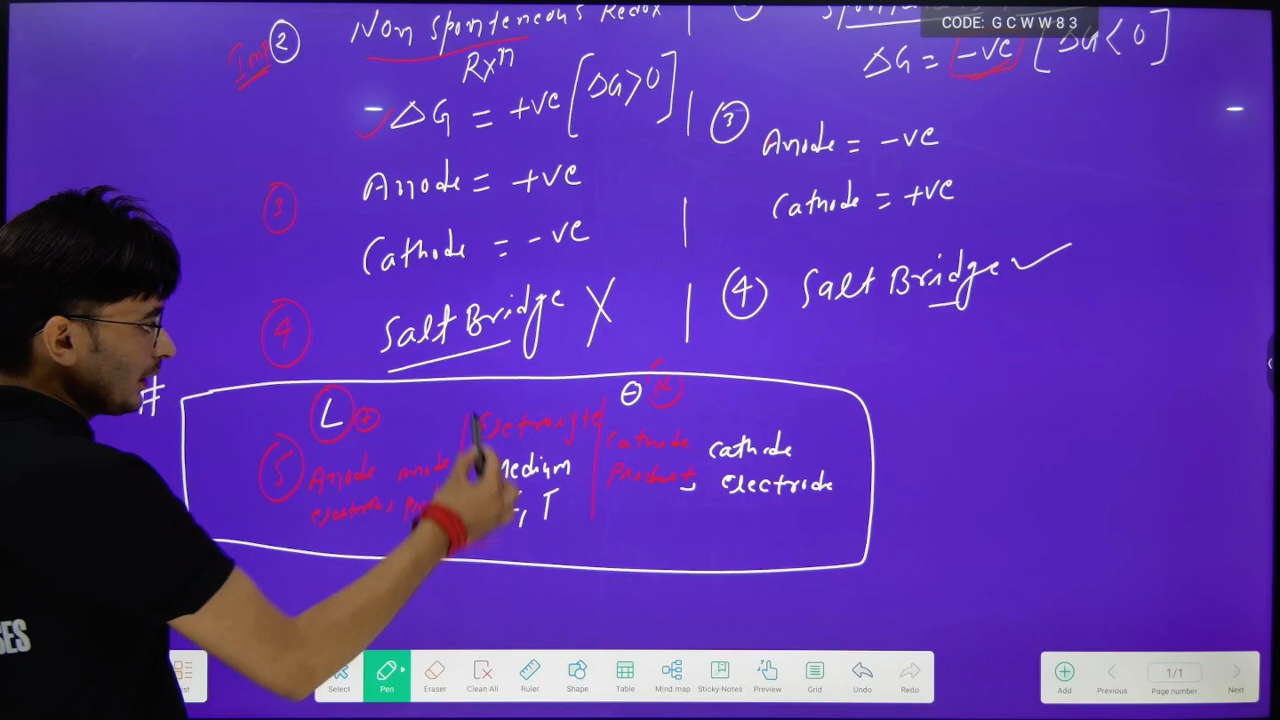 CODE: G C W W 8 3
② Non Sponteneous Redox
Imp
Rxⁿ
ΔG = +ve [ΔG>0]
ΔG = -ve [ΔG<0]
③ Anode = +ve
Cathode = -ve
③ Anode = -ve
Cathode = +ve
④ Salt Bridge X
④ Salt Bridge ✓
#
L ⊕
⊖
⑤ Anode
Electrolyte
medium
T
Cathode
Product
cathode
electrode
SES
Select
Pen
Eraser
Clean All
Ruler
Shape
Table
Mind map
Sticky-Notes
Preview
Grid
Undo
Redo
Add
Previous
1/1
Page number
Next